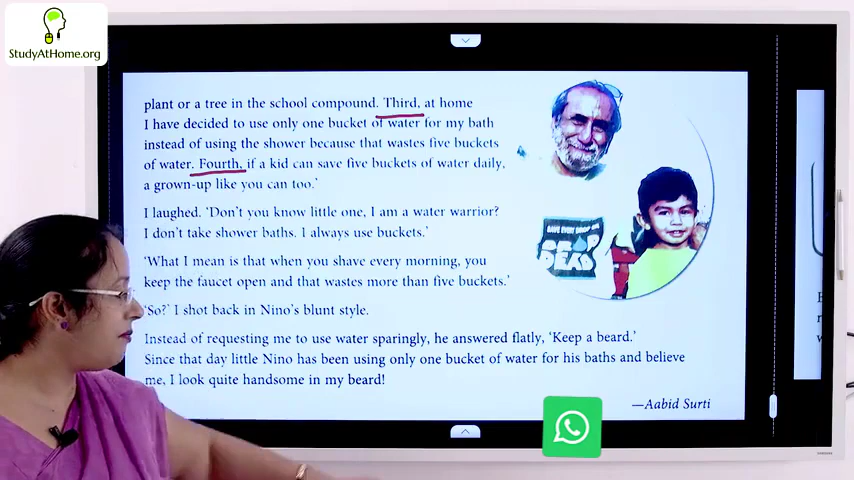 StudyAtHome.org
plant or a tree in the school compound. Third, at home
I have decided to use only one bucket of water for my bath
instead of using the shower because that wastes five buckets
of water. Fourth, if a kid can save five buckets of water daily,
a grown-up like you can too.'
I laughed. 'Don't you know little one, I am a water warrior?
I don't take shower baths. I always use buckets.'
'What I mean is that when you shave every morning, you
keep the faucet open and that wastes more than five buckets.'
'So?' I shot back in Nino's blunt style.
Instead of requesting me to use water sparingly, he answered flatly, 'Keep a beard.'
Since that day little Nino has been using only one bucket of water for his baths and believe
me, I look quite handsome in my beard!
—Aabid Surti
SAVE EVERY DROP OR
DROP
DEAD